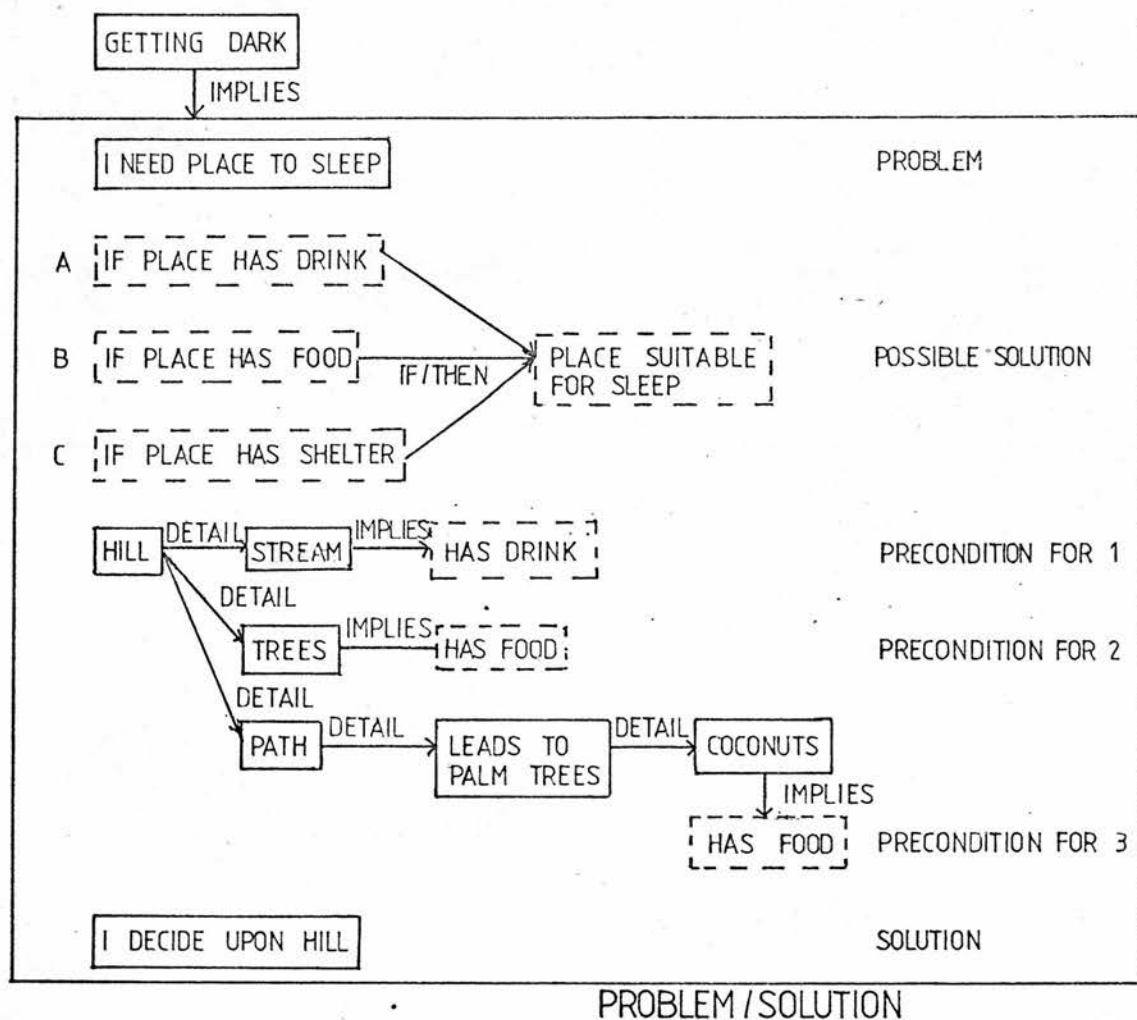 GETTING DARK
IMPLIES
I NEED PLACE TO SLEEP
PROBLEM
A
IF PLACE HAS DRINK
B
IF PLACE HAS FOOD
IF/THEN
PLACE SUITABLE
FOR SLEEP
POSSIBLE SOLUTION
C
IF PLACE HAS SHELTER
HILL
DETAIL
STREAM
IMPLIES
HAS DRINK
PRECONDITION FOR 1
DETAIL
TREES
IMPLIES
HAS FOOD
PRECONDITION FOR 2
DETAIL
PATH
DETAIL
LEADS TO
PALM TREES
DETAIL
COCONUTS
IMPLIES
HAS FOOD
PRECONDITION FOR 3
I DECIDE UPON HILL
SOLUTION
PROBLEM / SOLUTION